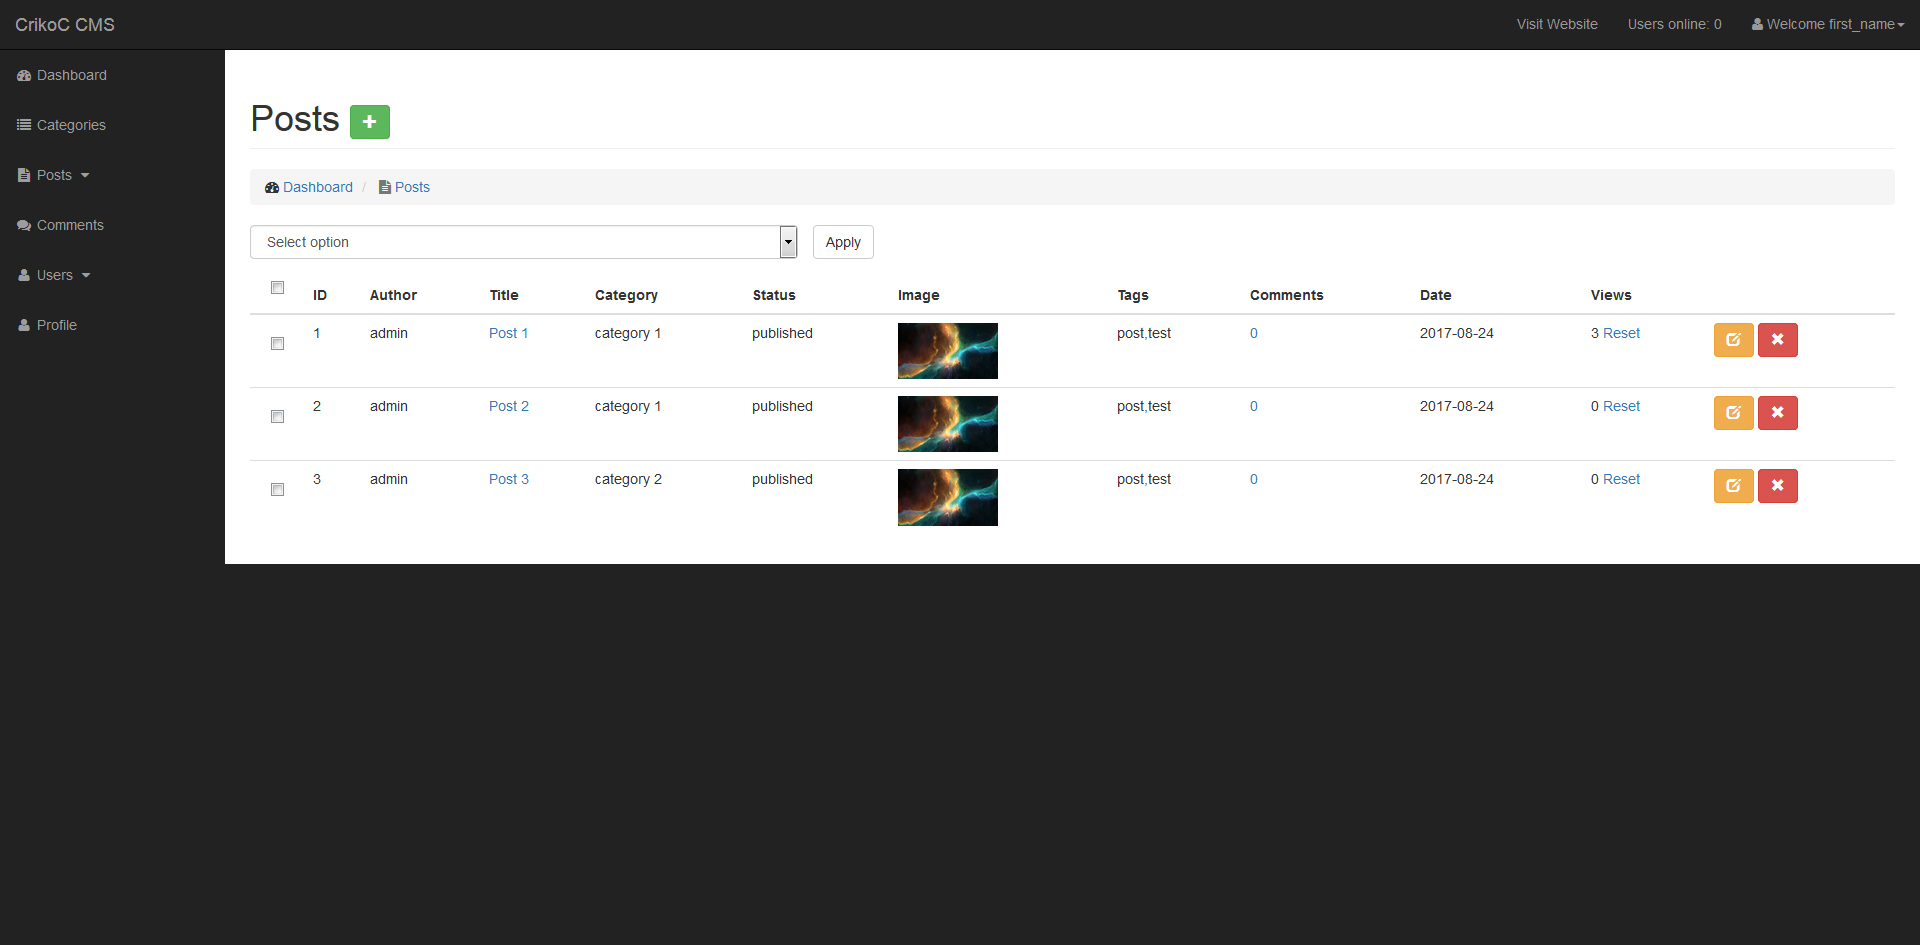 CrikoC CMS Visit Website Users online: 0 Welcome first_name
Dashboard
Categories
Posts
Comments
Users
Profile
Posts
Dashboard / Posts
Select option Apply
ID Author Title Category Status Image Tags Comments Date Views
1 admin Post 1 category 1 published post,test 0 2017-08-24 3 Reset
2 admin Post 2 category 1 published post,test 0 2017-08-24 0 Reset
3 admin Post 3 category 2 published post,test 0 2017-08-24 0 Reset